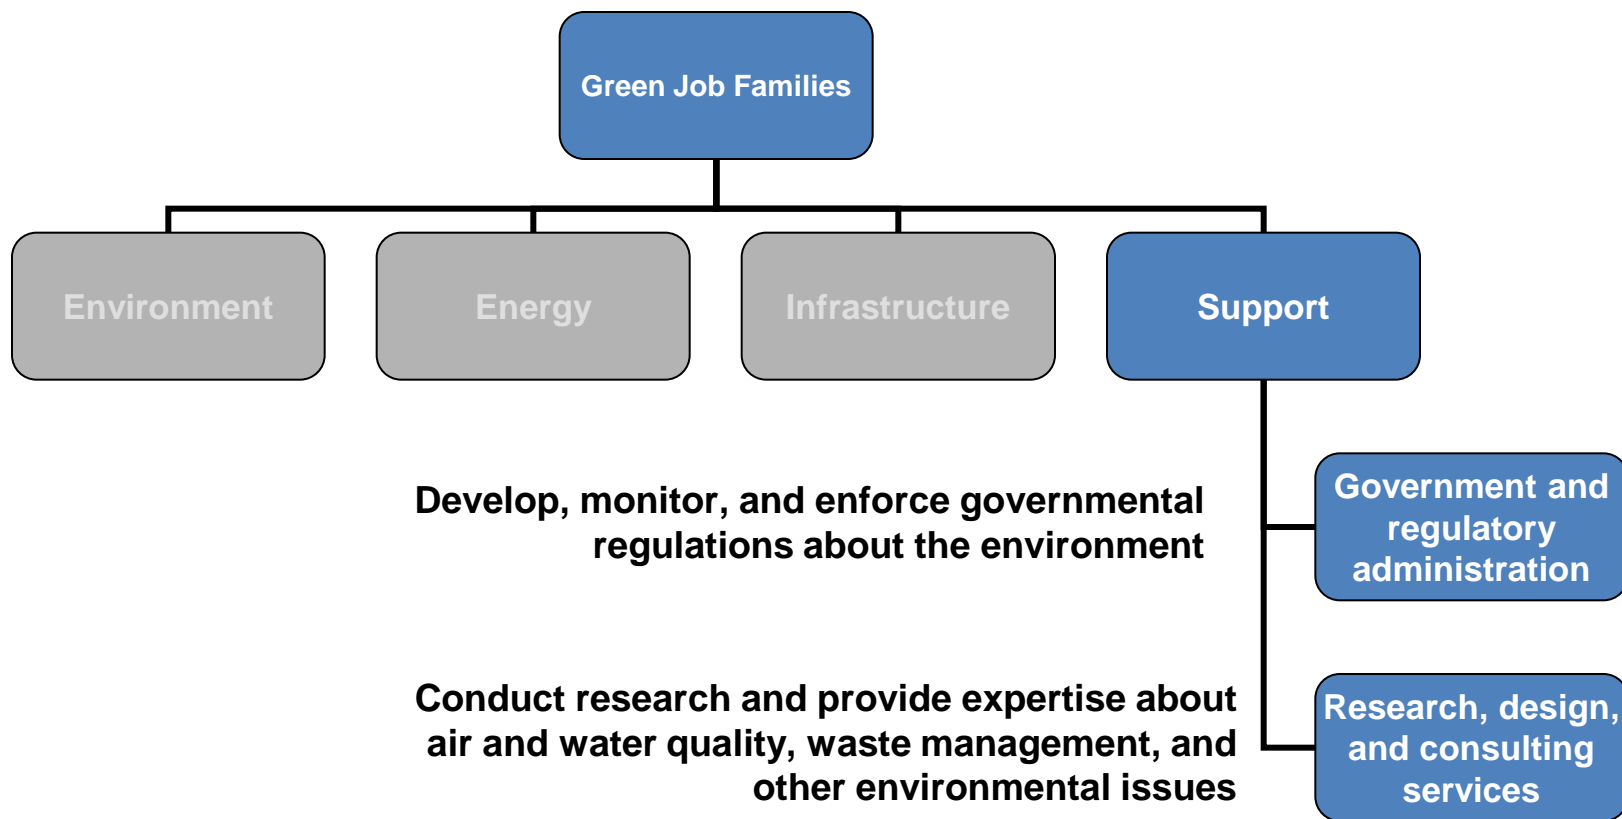 Green Job Families
Environment
Energy
Infrastructure
Support
Develop, monitor, and enforce governmental
regulations about the environment
Government and
regulatory
administration
Conduct research and provide expertise about
air and water quality, waste management, and
other environmental issues
Research, design,
and consulting
services